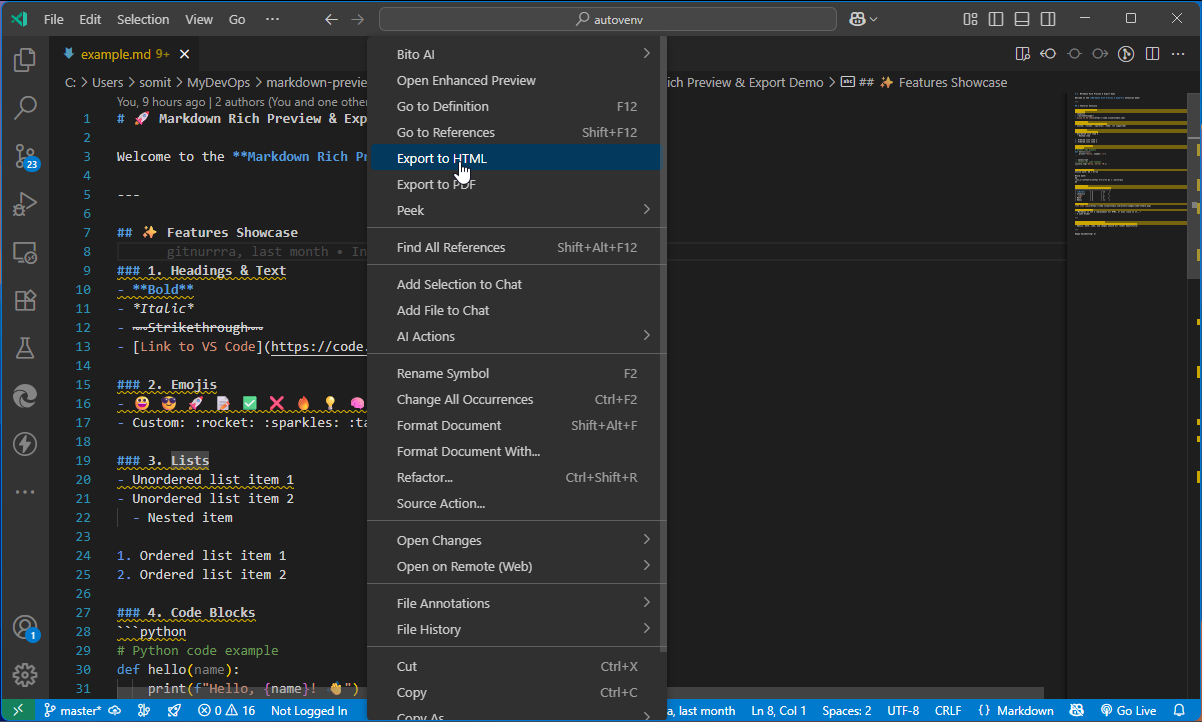 File Edit Selection View Go ··· autovenv
example.md 9+
C: > Users > somit > MyDevOps > markdown-previe
ich Preview & Export Demo > ## ✨ Features Showcase
You, 9 hours ago | 2 authors (You and one other
1 # 🚀 Markdown Rich Preview & Exp
2
3 Welcome to the **Markdown Rich Pr
4
5 ---
6
7 ## ✨ Features Showcase
8 gitnurrra, last month • In
9 ### 1. Headings & Text
10 - **Bold**
11 - *Italic*
12 - ~~Strikethrough~~
13 - [Link to VS Code](https://code.
14
15 ### 2. Emojis
16 - 😀 😎 🚀 📝 ✅ ❌ 🔥 💡 🧠
17 - Custom: :rocket: :sparkles: :ta
18
19 ### 3. Lists
20 - Unordered list item 1
21 - Unordered list item 2
22 - Nested item
23
24 1. Ordered list item 1
25 2. Ordered list item 2
26
27 ### 4. Code Blocks
28 ```python
29 # Python code example
30 def hello(name):
31 print(f"Hello, {name}! 👋")
Bito AI
Open Enhanced Preview
Go to Definition F12
Go to References Shift+F12
Export to HTML
Export to PDF
Peek
Find All References Shift+Alt+F12
Add Selection to Chat
Add File to Chat
AI Actions
Rename Symbol F2
Change All Occurrences Ctrl+F2
Format Document Shift+Alt+F
Format Document With...
Refactor... Ctrl+Shift+R
Source Action...
Open Changes
Open on Remote (Web)
File Annotations
File History
Cut Ctrl+X
Copy Ctrl+C
Copy As
23
1
master* 0 16 Not Logged In
a, last month Ln 8, Col 1 Spaces: 2 UTF-8 CRLF {} Markdown Go Live